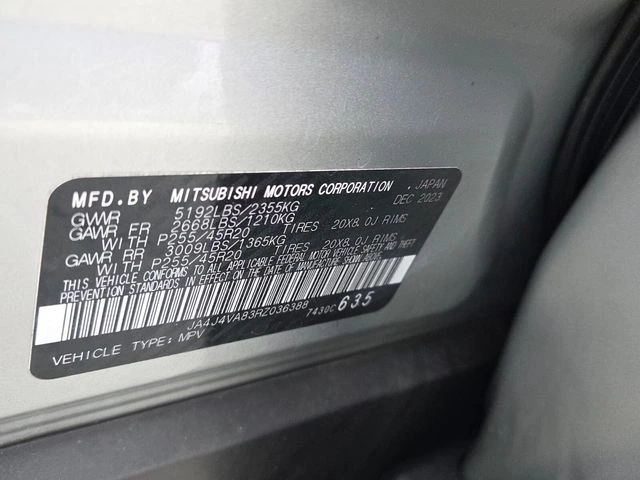 MFD.BY MITSUBISHI MOTORS CORPORATION , JAPAN
GVWR 5192LBS/2355KG DEC 2023
GAWR FR 2668LBS/1210KG
WITH P255/45R20 TIRES 20X8.0J RIMS
GAWR RR 3009LBS/1365KG
WITH P255/45R20 TIRES 20X8.0J RIMS
THIS VEHICLE CONFORMS TO ALL APPLICABLE FEDERAL MOTOR VEHICLE SAFETY AND THEFT
PREVENTION STANDARDS IN EFFECT ON THE DATE OF MANUFACTURE SHOWN ABOVE.
JA4J4VA83RZ036388 7430C 635
VEHICLE TYPE: MPV